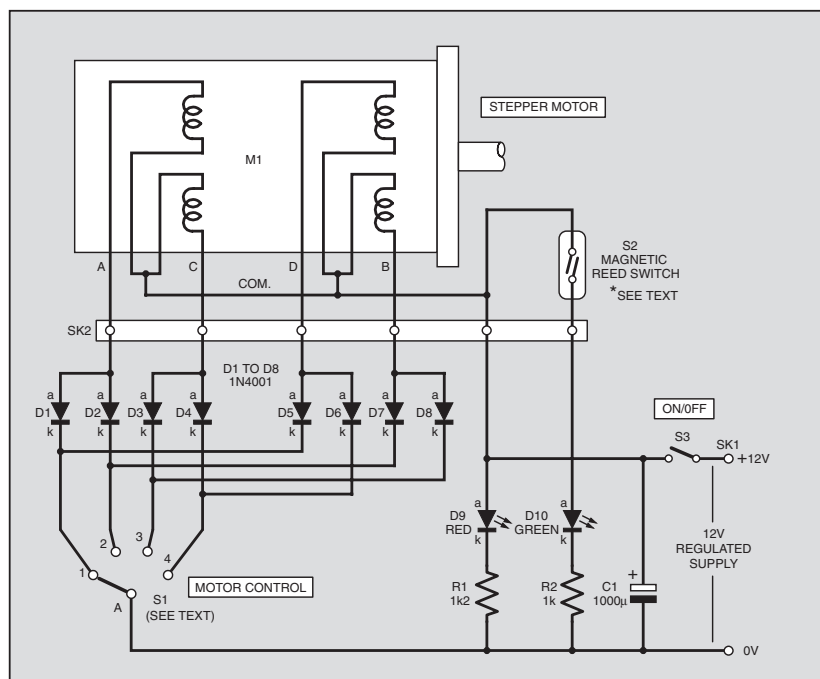 STEPPER MOTOR
M1
S2
MAGNETIC
REED SWITCH
*SEE TEXT
A
C
D
B
COM.
SK2
D1 TO D8
1N4001
a
a
a
a
a
a
a
a
D1
D2
D3
D4
D5
D6
D7
D8
k
k
k
k
k
k
k
k
ON/0FF
S3
SK1
+12V
a
a
D9
RED
D10
GREEN
k
k
12V
REGULATED
SUPPLY
2
3
1
4
A
S1
(SEE TEXT)
MOTOR CONTROL
R1
1k2
R2
1k
C1
1000μ
+
0V